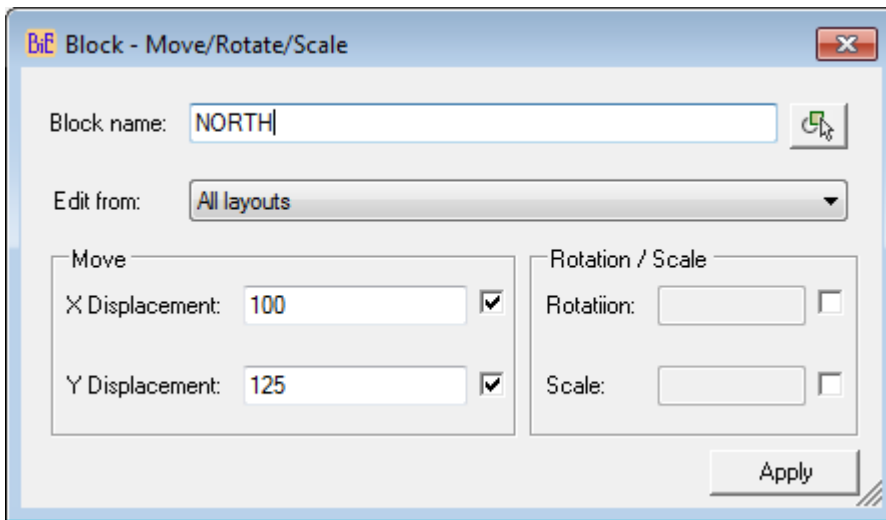 BiE Block - Move/Rotate/Scale
Block name: NORTH
Edit from: All layouts
Move
Rotation / Scale
X Displacement: 100
Rotatiion:
Y Displacement: 125
Scale:
Apply